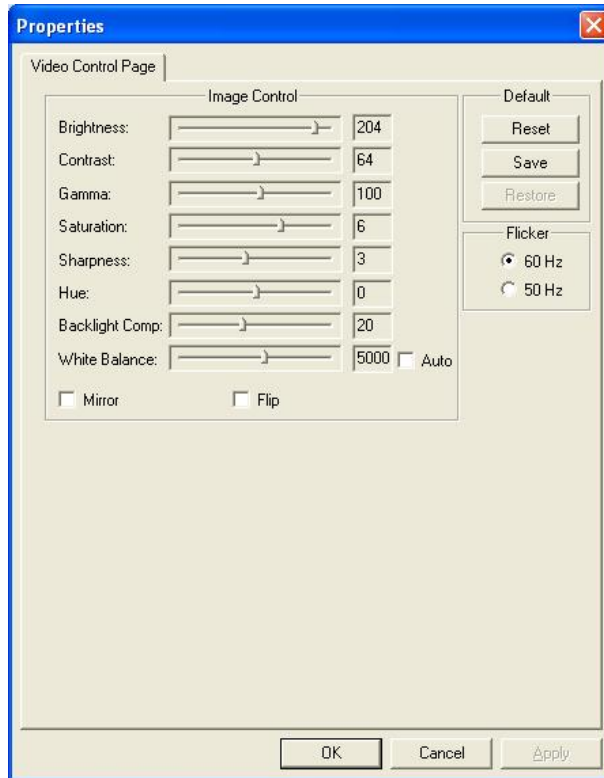 Properties
Video Control Page
Image Control
Brightness: 204
Contrast: 64
Gamma: 100
Saturation: 6
Sharpness: 3
Hue: 0
Backlight Comp: 20
White Balance: 5000 Auto
Mirror Flip
Default
Reset
Save
Restore
Flicker
60 Hz
50 Hz
OK Cancel Apply